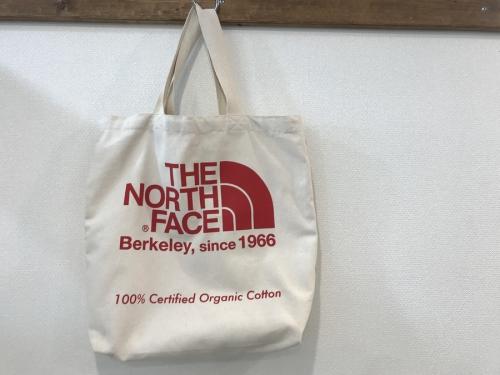 THE
NORTH
®FACE
Berkeley, since 1966
100% Certified Organic Cotton